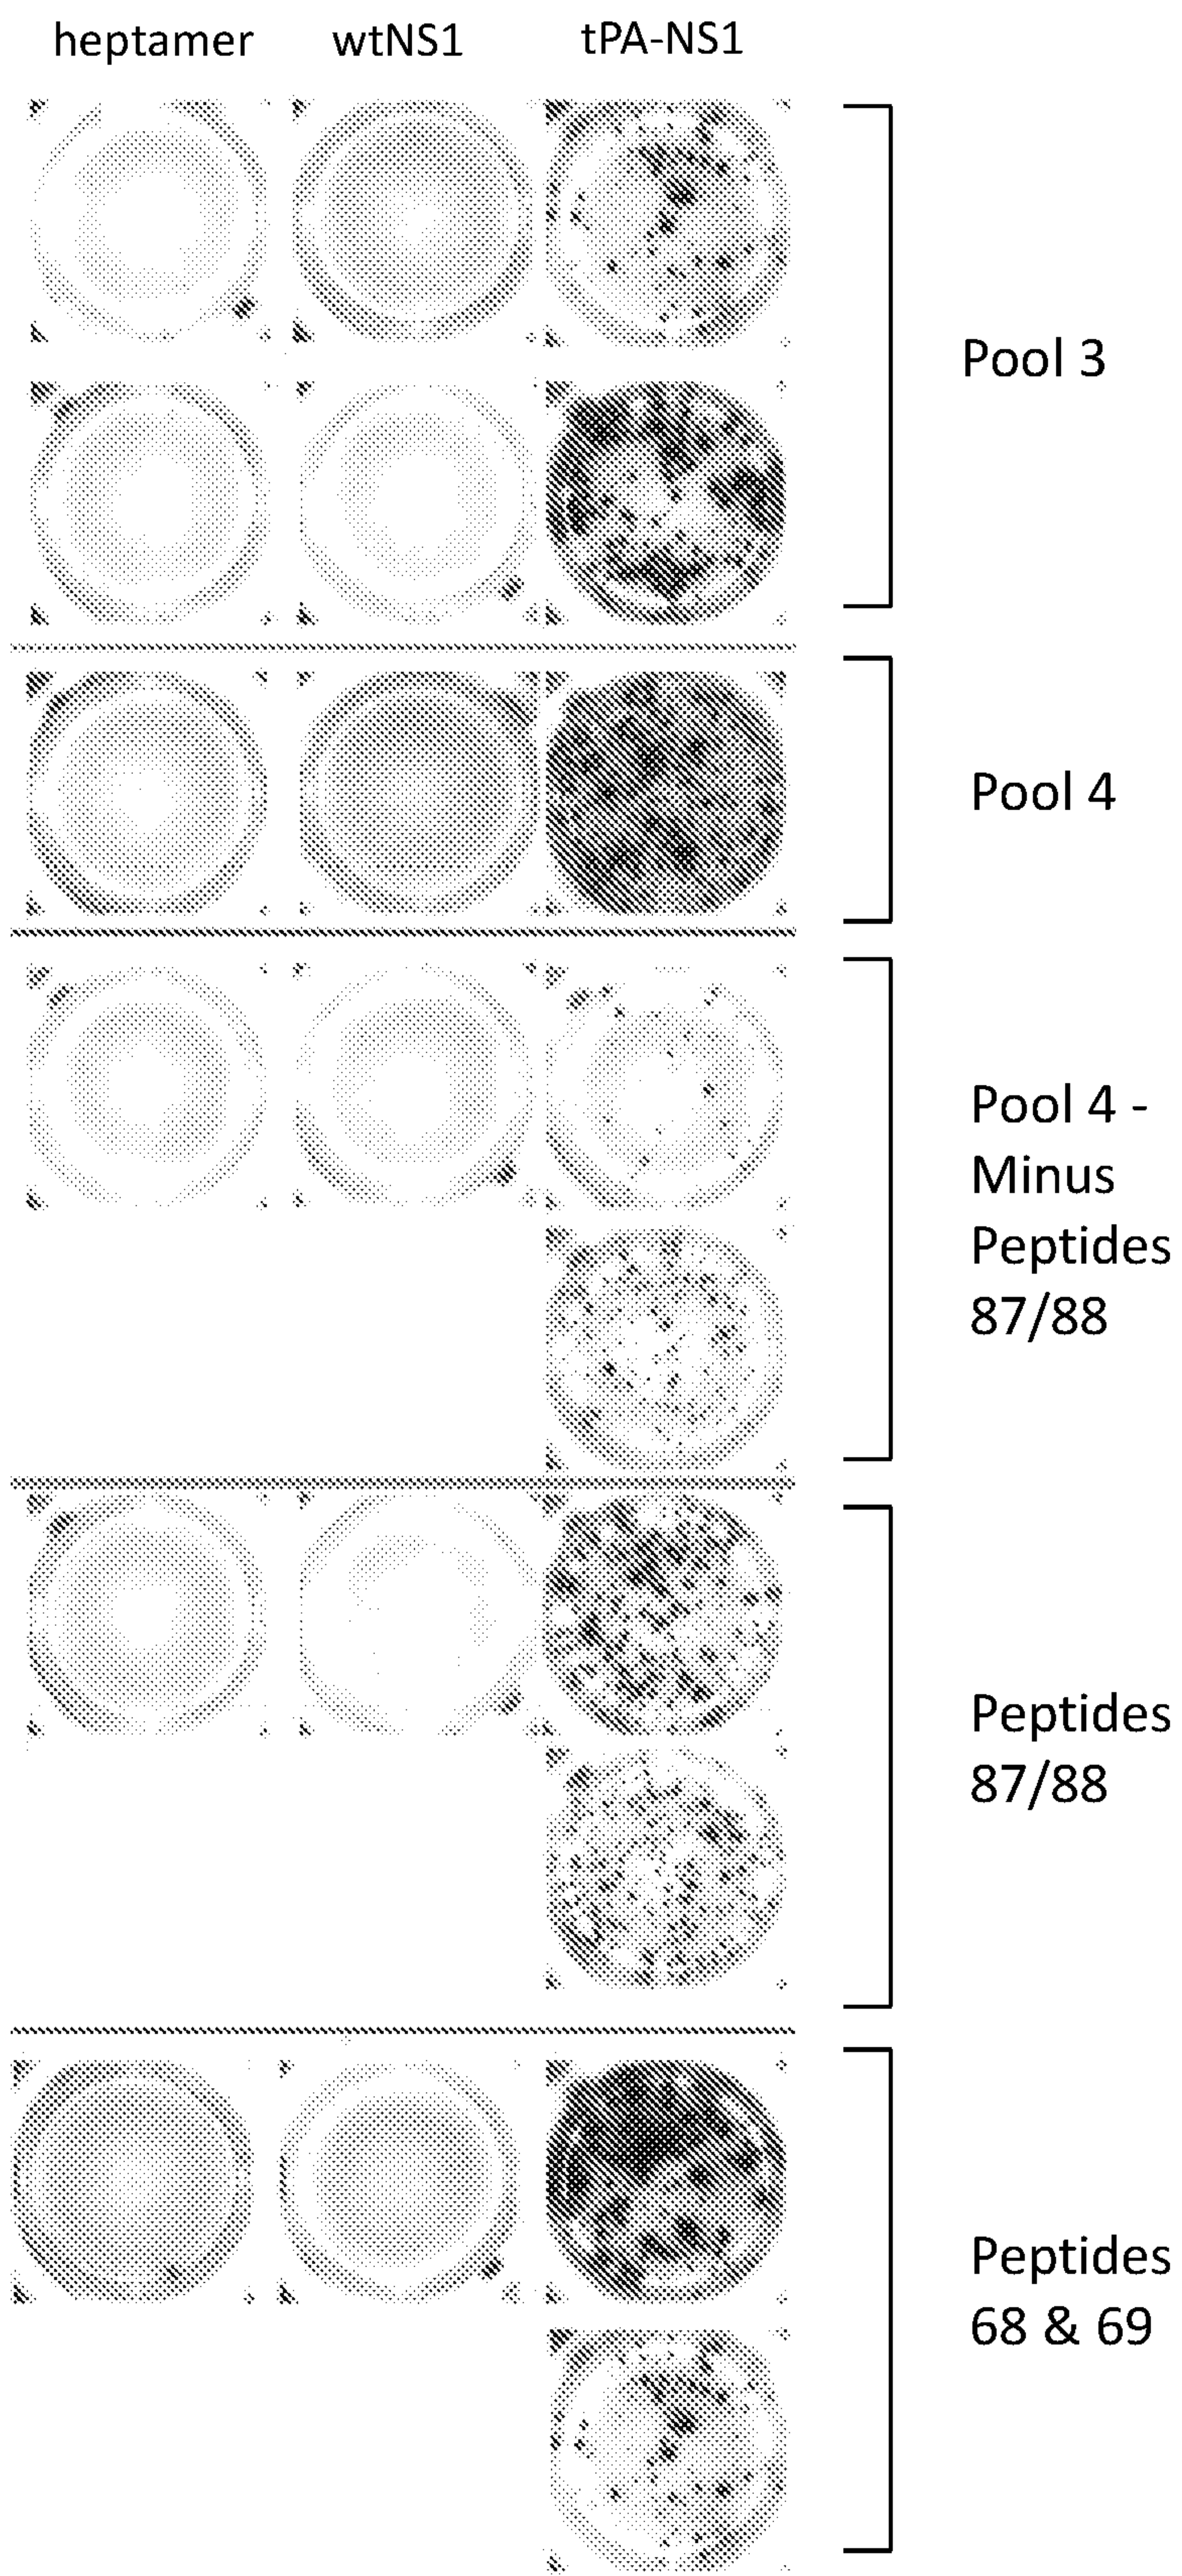 heptamer wtNS1 tPA-NS1
Pool 3
Pool 4
Pool 4 -
Minus
Peptides
87/88
Peptides
87/88
Peptides
68 & 69